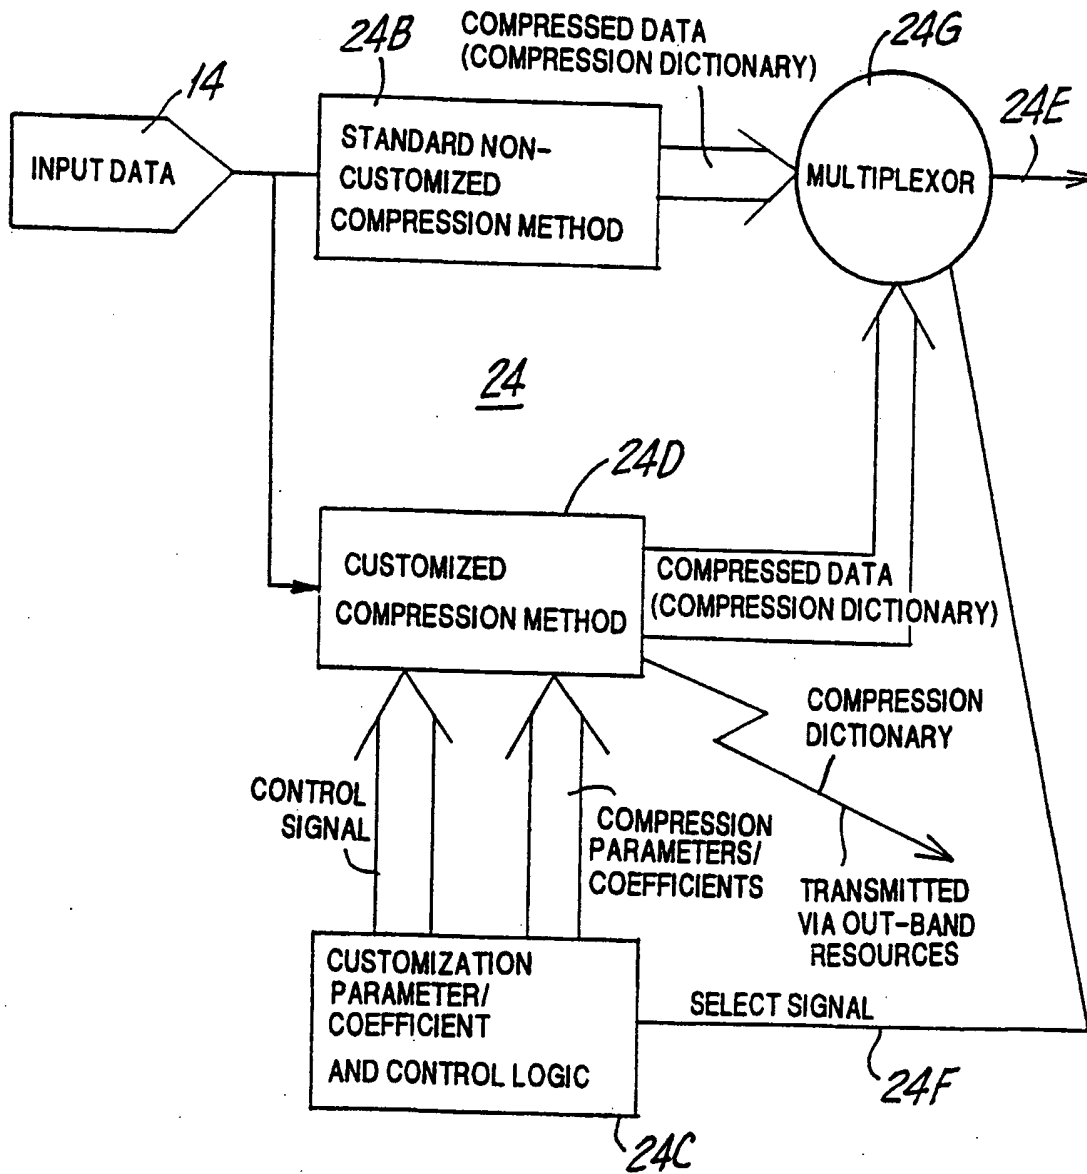 24B
COMPRESSED DATA
(COMPRESSION DICTIONARY)
24G
14
24E
INPUT DATA
STANDARD NON-
CUSTOMIZED
COMPRESSION METHOD
MULTIPLEXOR
24
24D
CUSTOMIZED
COMPRESSION METHOD
COMPRESSED DATA
(COMPRESSION DICTIONARY)
COMPRESSION
DICTIONARY
CONTROL
SIGNAL
COMPRESSION
PARAMETERS/
COEFFICIENTS
TRANSMITTED
VIA OUT-BAND
RESOURCES
CUSTOMIZATION
PARAMETER/
COEFFICIENT
AND CONTROL LOGIC
SELECT SIGNAL
24F
24C